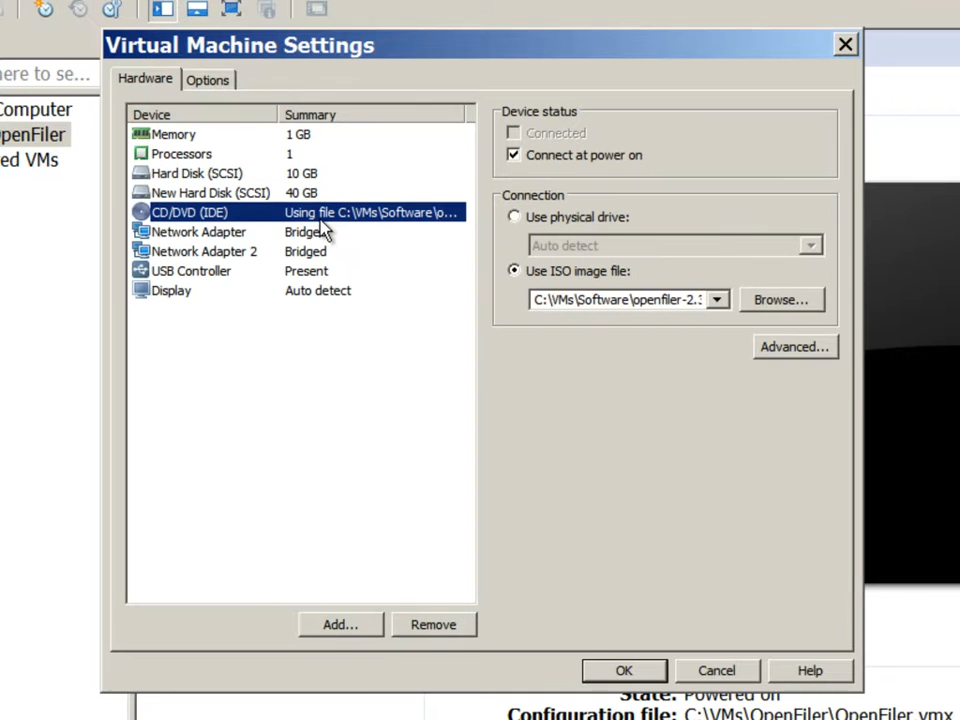 Virtual Machine Settings
here to se...
Computer
OpenFiler
ed VMs
Hardware
Options
Device Summary
Memory 1 GB
Processors 1
Hard Disk (SCSI) 10 GB
New Hard Disk (SCSI) 40 GB
CD/DVD (IDE) Using file C:\VMs\Software\o...
Network Adapter Bridged
Network Adapter 2 Bridged
USB Controller Present
Display Auto detect
Add...
Remove
Device status
Connected
Connect at power on
Connection
Use physical drive:
Auto detect
Use ISO image file:
C:\VMs\Software\openfiler-2.3
Browse...
Advanced...
OK
Cancel
Help
State: Powered on
Configuration file: C:\VMs\OpenFiler\OpenFiler.vmx